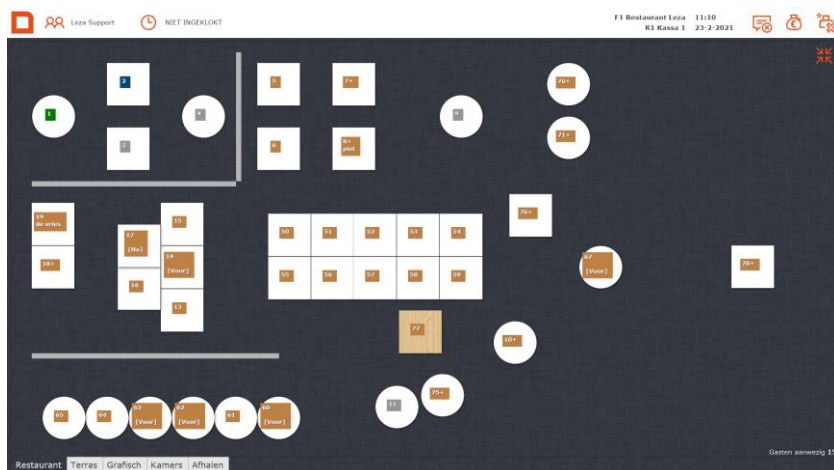 Leza Support
NIET INGEKLOKT
F1 Restaurant Leza 11:10
K1 Kassa 1 23-2-2021
1
2
3
4
5
7+
6
8+
piet
9
70+
71+
19
de vries
18+
17
[Na]
16
15
14
[Voor]
13
50
51
52
53
54
55
56
57
58
59
76+
67
[Voor]
78+
77
10+
75+
11
65
64
63
[Voor]
62
[Voor]
61
60
[Voor]
Gasten aanwezig
Restaurant
Terras
Grafisch
Kamers
Afhalen